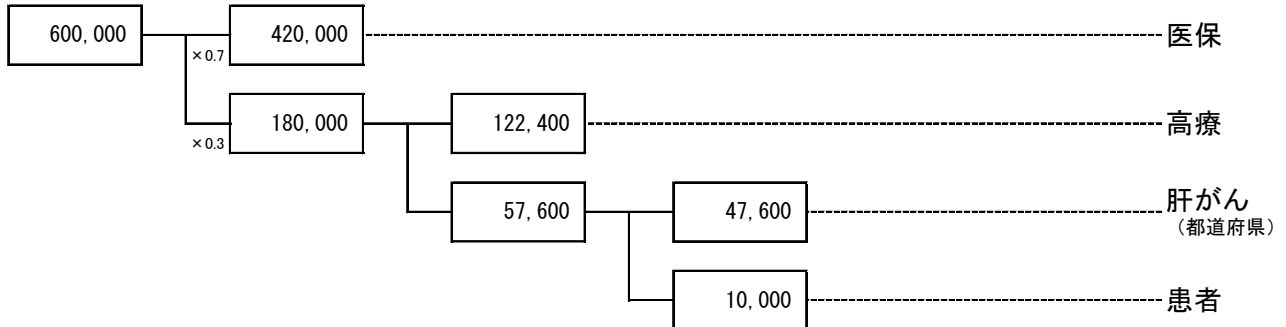 600,000 420,000 医保
×0.7
180,000 122,400 高療
×0.3
57,600 47,600 肝がん
（都道府県）
10,000 患者